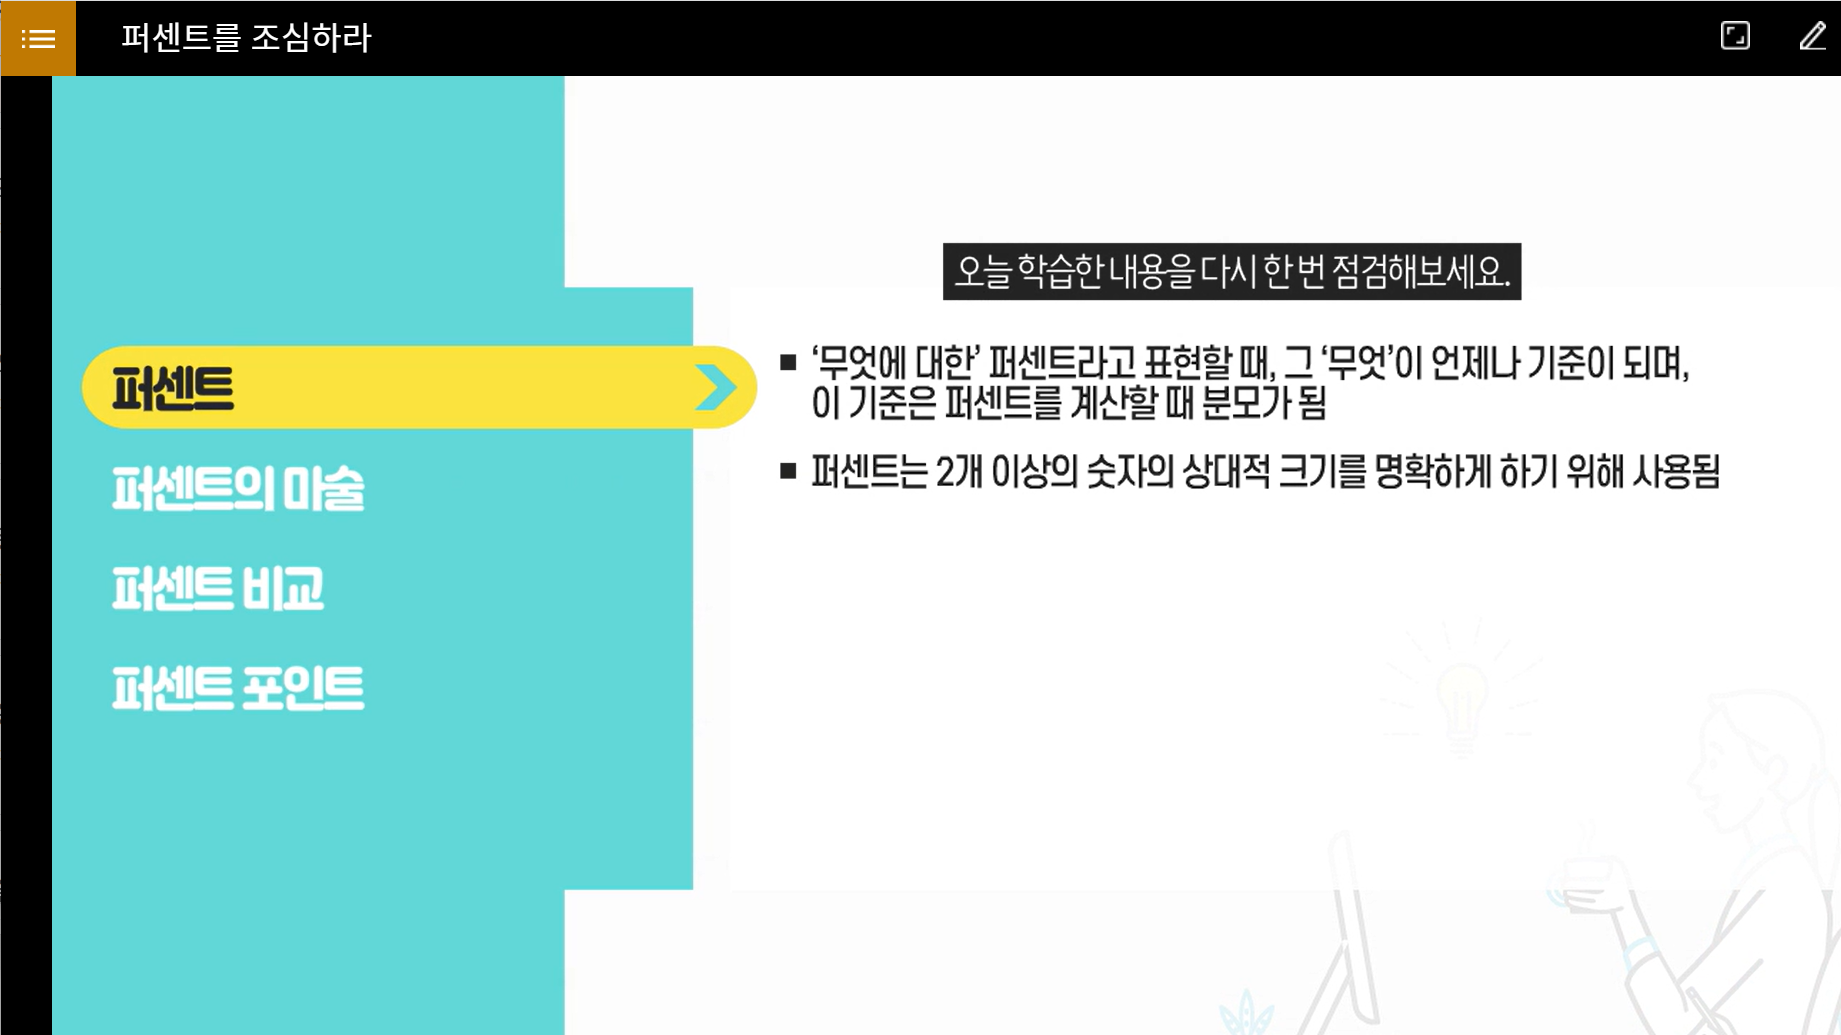 퍼센트를 조심하라
오늘 학습한 내용을 다시 한 번 점검해보세요.
퍼센트
퍼센트의 마술
퍼센트 비교
퍼센트 포인트
■ ‘무엇에 대한’ 퍼센트라고 표현할 때, 그 ‘무엇’이 언제나 기준이 되며,
이 기준은 퍼센트를 계산할 때 분모가 됨
■ 퍼센트는 2개 이상의 숫자의 상대적 크기를 명확하게 하기 위해 사용됨